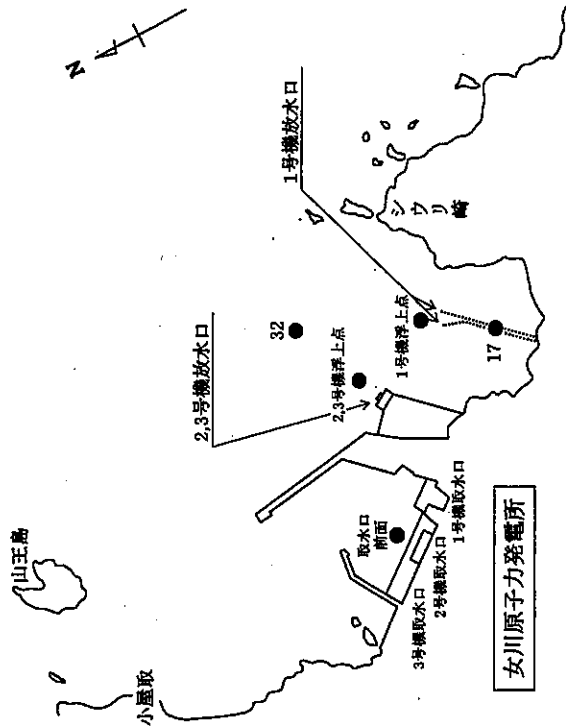 N
山王島
小屋取
2,3号機放水口
1号機放水口
32
2,3号機浮上点
1号機浮上点
17
シウリ崎
取水口
前面
3号機取水口
2号機取水口
1号機取水口
女川原子力発電所